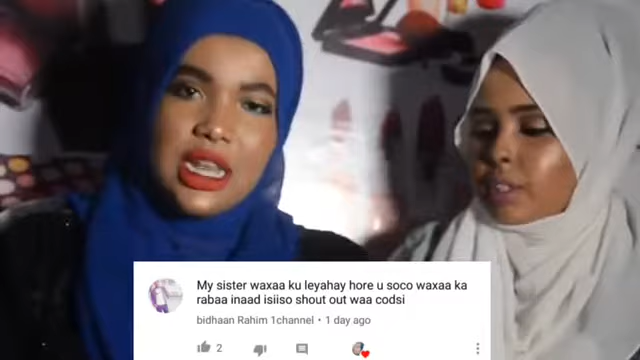 My sister waxaa ku leyahay hore u soco waxaa ka
rabaa inaad isiiso shout out waa codsi
bidhaan Rahim 1channel • 1 day ago
2